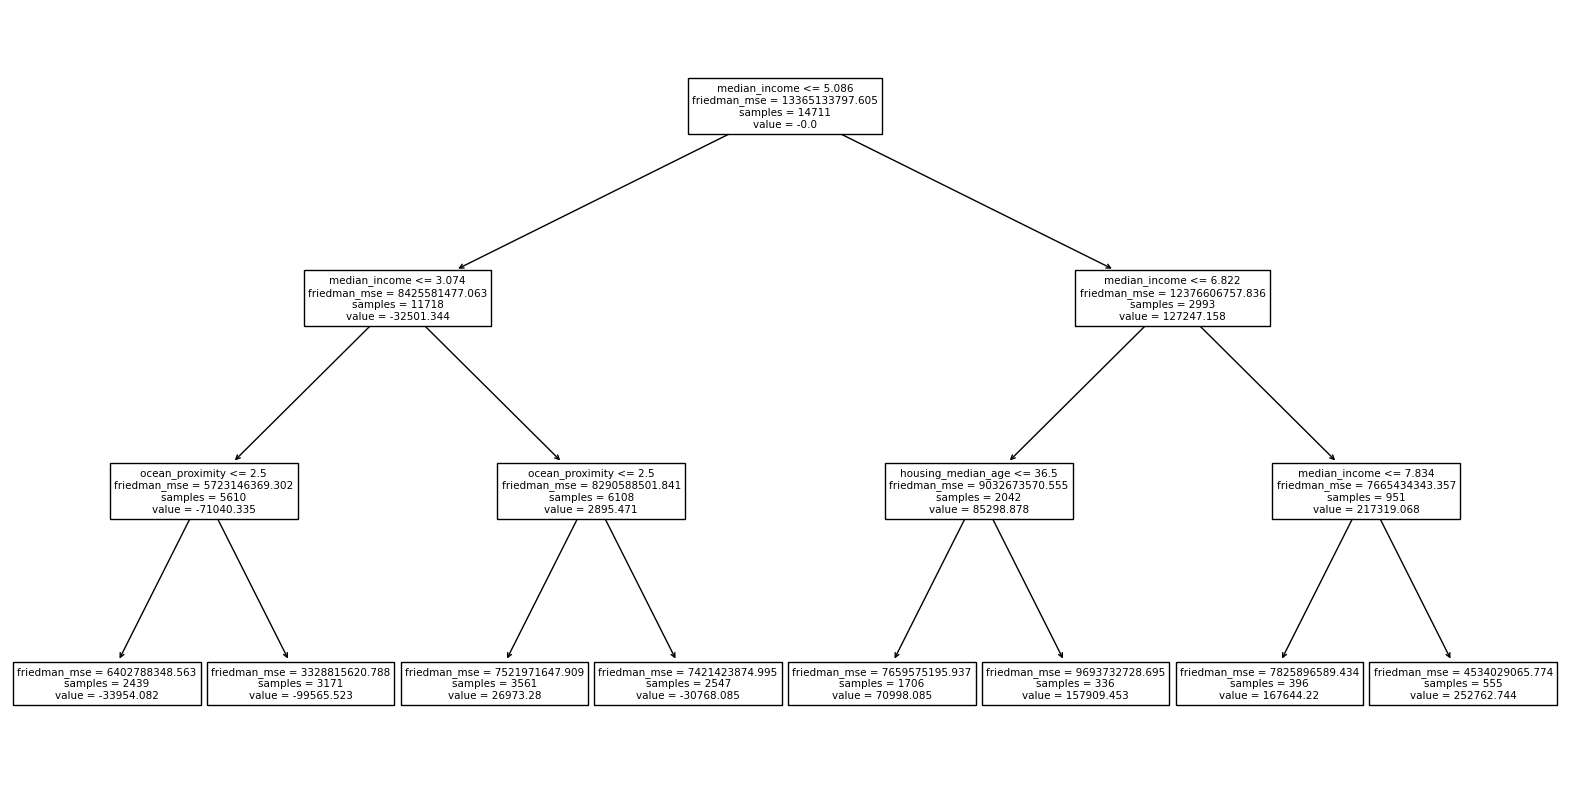 median_income <= 5.086
friedman_mse = 13365133797.605
samples = 14711
value = -0.0
median_income <= 3.074
friedman_mse = 8425581477.063
samples = 11718
value = -32501.344
median_income <= 6.822
friedman_mse = 12376606757.836
samples = 2993
value = 127247.158
ocean_proximity <= 2.5
friedman_mse = 5723146369.302
samples = 5610
value = -71040.335
ocean_proximity <= 2.5
friedman_mse = 8290588501.841
samples = 6108
value = 2895.471
housing_median_age <= 36.5
friedman_mse = 9032673570.555
samples = 2042
value = 85298.878
median_income <= 7.834
friedman_mse = 7665434343.357
samples = 951
value = 217319.068
friedman_mse = 6402788348.563
samples = 2439
value = -33954.082
friedman_mse = 3328815620.788
samples = 3171
value = -99565.523
friedman_mse = 7521971647.909
samples = 3561
value = 26973.28
friedman_mse = 7421423874.995
samples = 2547
value = -30768.085
friedman_mse = 7659575195.937
samples = 1706
value = 70998.085
friedman_mse = 9693732728.695
samples = 336
value = 157909.453
friedman_mse = 7825896589.434
samples = 396
value = 167644.22
friedman_mse = 4534029065.774
samples = 555
value = 252762.744